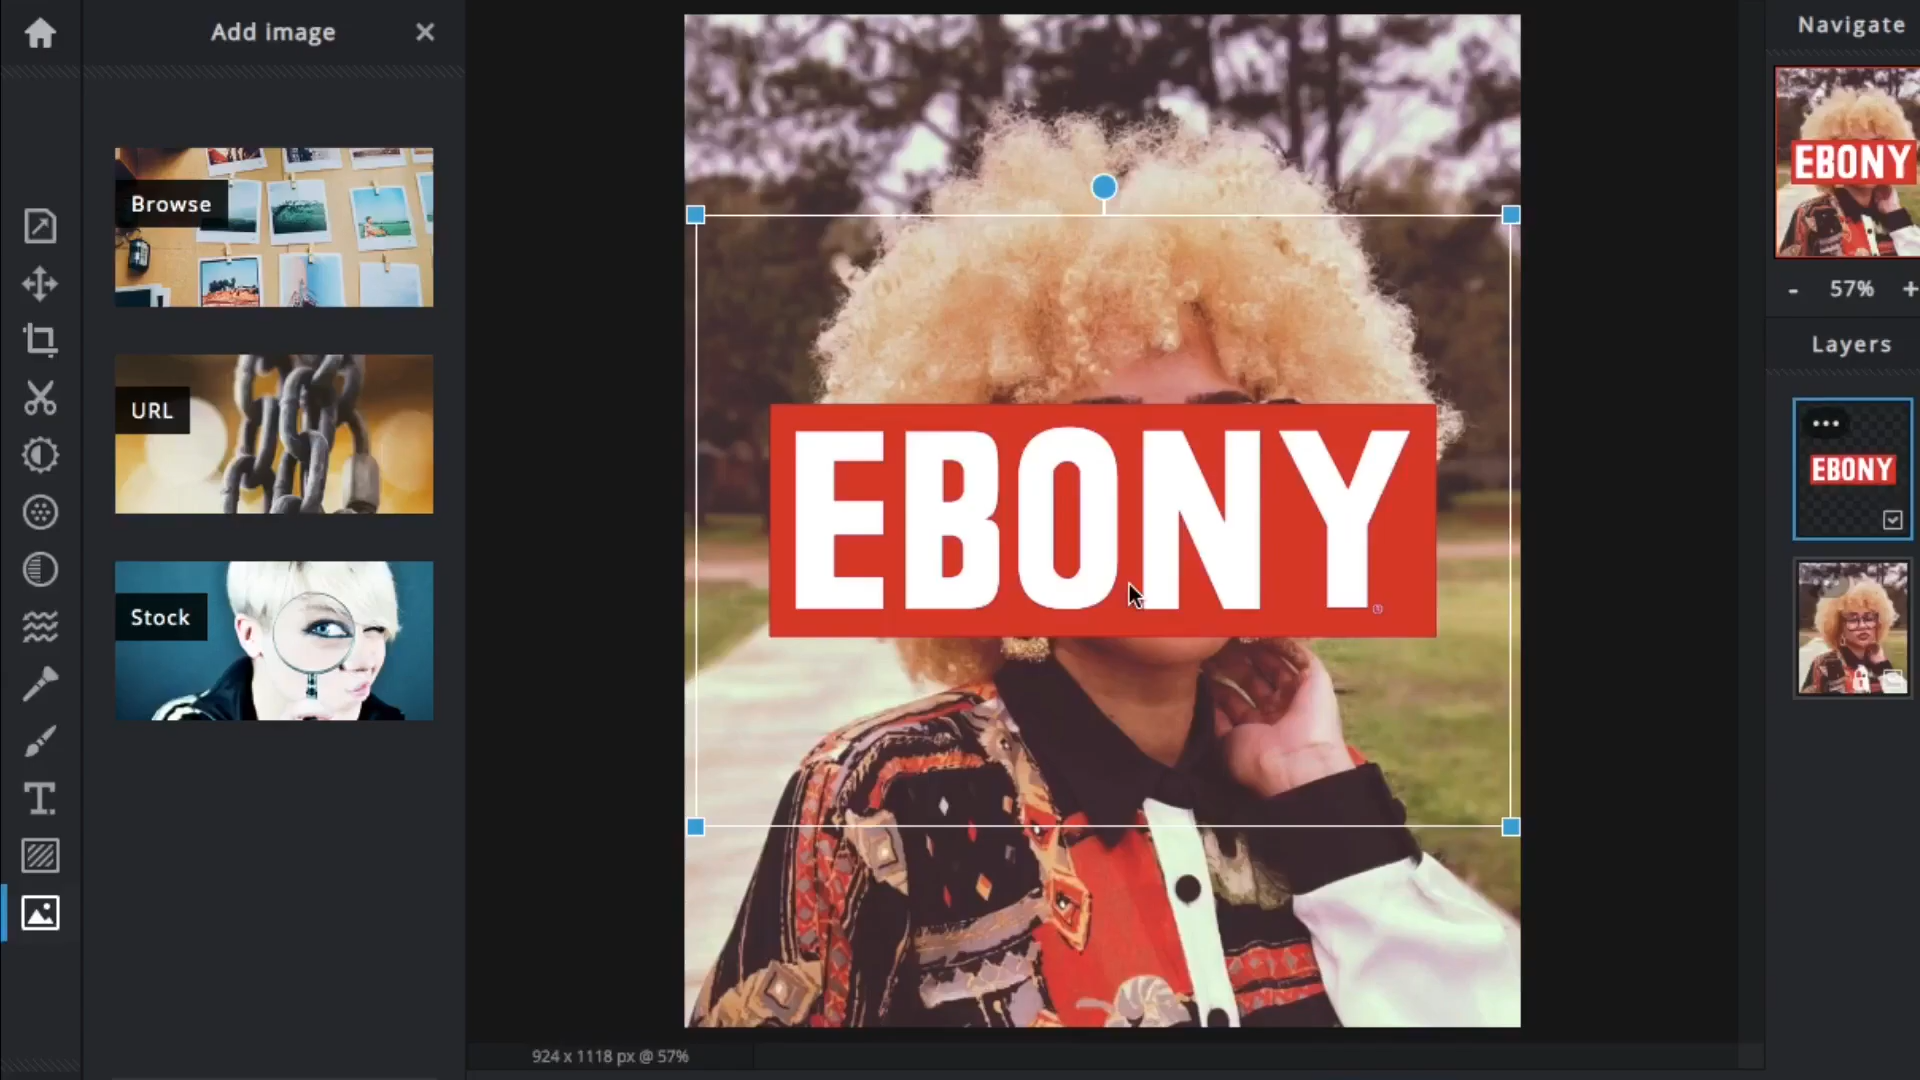 Add image
Browse
URL
Stock
EBONY
924 x 1118 px @ 57%
Navigate
EBONY
- 57% +
Layers
EBONY